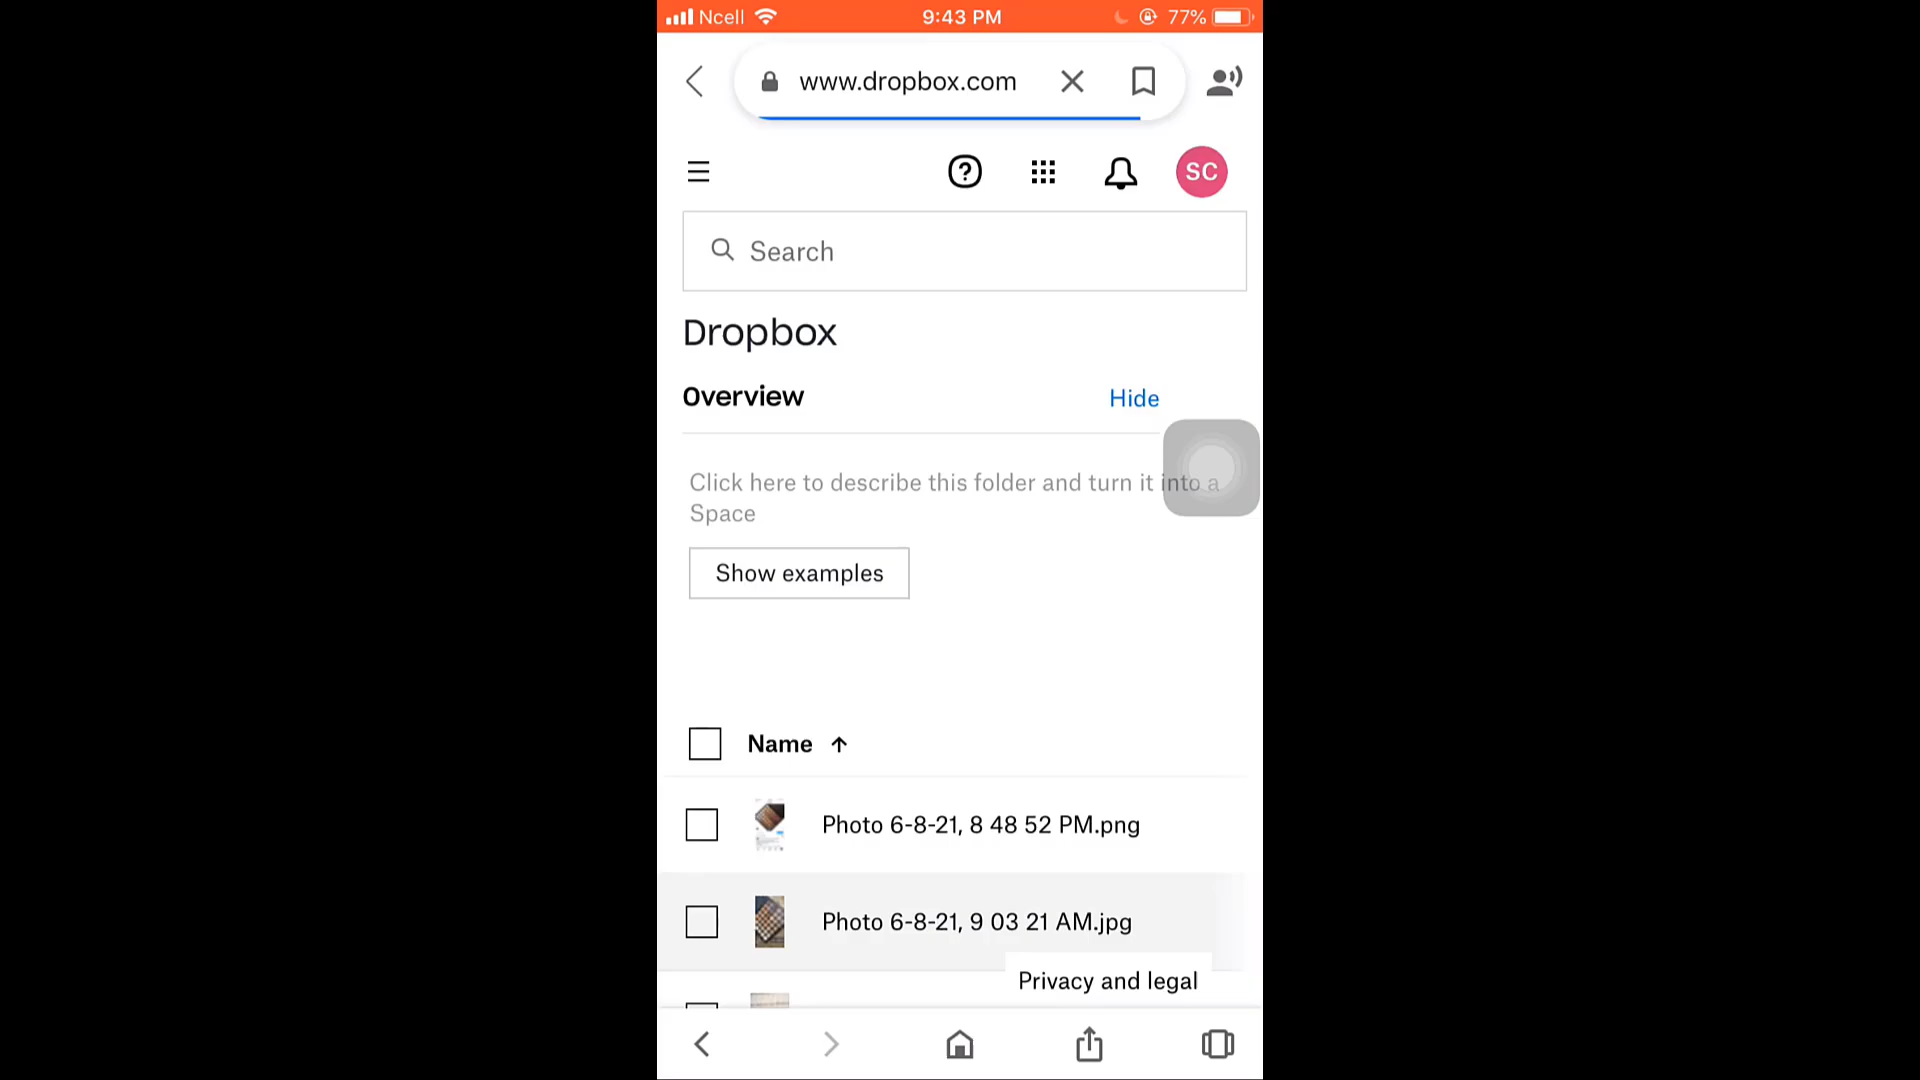 Ncell 9:43 PM 77%
www.dropbox.com
? SC
Search
Dropbox
Overview Hide
Click here to describe this folder and turn it into a
Space
Show examples
Name ↑
Photo 6-8-21, 8 48 52 PM.png
Photo 6-8-21, 9 03 21 AM.jpg
Privacy and legal